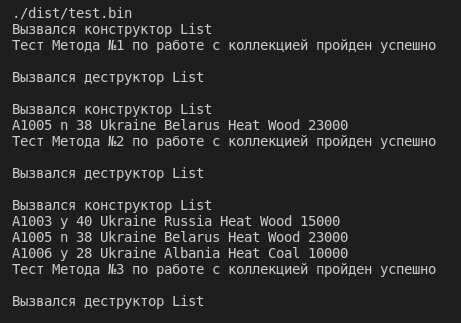 ./dist/test.bin
Вызвался конструктор List
Тест Метода №1 по работе с коллекцией пройден успешно
Вызвался деструктор List
Вызвался конструктор List
A1005 n 38 Ukraine Belarus Heat Wood 23000
Тест Метода №2 по работе с коллекцией пройден успешно
Вызвался деструктор List
Вызвался конструктор List
A1003 y 40 Ukraine Russia Heat Wood 15000
A1005 n 38 Ukraine Belarus Heat Wood 23000
A1006 y 28 Ukraine Albania Heat Coal 10000
Тест Метода №3 по работе с коллекцией пройден успешно
Вызвался деструктор List